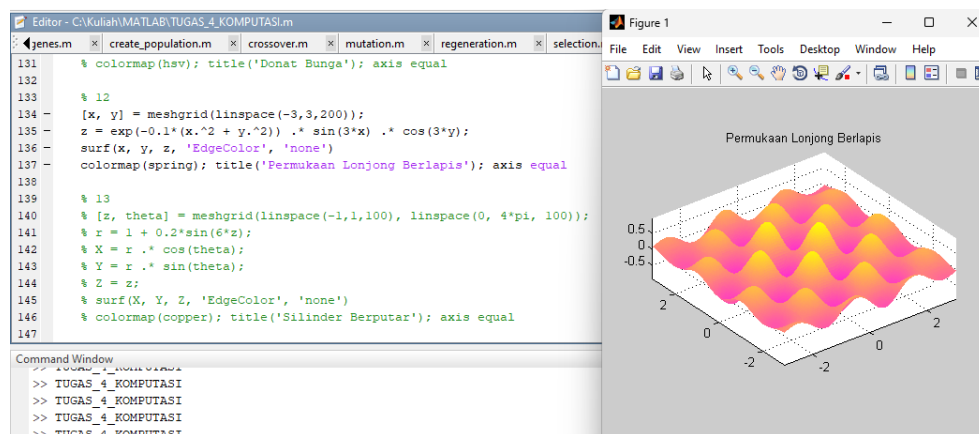 Editor - C:\Kuliah\MATLAB\TUGAS_4_KOMPUTASI.m
genes.m × create_population.m × crossover.m × mutation.m × regeneration.m × selection.
131 % colormap(hsv); title('Donat Bunga'); axis equal
132
133 % 12
134 – [x, y] = meshgrid(linspace(-3,3,200));
135 – z = exp(-0.1*(x.^2 + y.^2)) .* sin(3*x) .* cos(3*y);
136 – surf(x, y, z, 'EdgeColor', 'none')
137 – colormap(spring); title('Permukaan Lonjong Berlapis'); axis equal
138
139 % 13
140 % [z, theta] = meshgrid(linspace(-1,1,100), linspace(0, 4*pi, 100));
141 % r = 1 + 0.2*sin(6*z);
142 % X = r .* cos(theta);
143 % Y = r .* sin(theta);
144 % Z = z;
145 % surf(X, Y, Z, 'EdgeColor', 'none')
146 % colormap(copper); title('Silinder Berputar'); axis equal
147
Command Window
>> TUGAS_4_KOMPUTASI
>> TUGAS_4_KOMPUTASI
>> TUGAS_4_KOMPUTASI
>> TUGAS_4_KOMPUTASI
>> TUGAS_4_KOMPUTASI
Figure 1
File Edit View Insert Tools Desktop Window Help
Permukaan Lonjong Berlapis
0.5
0
-0.5
2
0
-2
-2
0
2